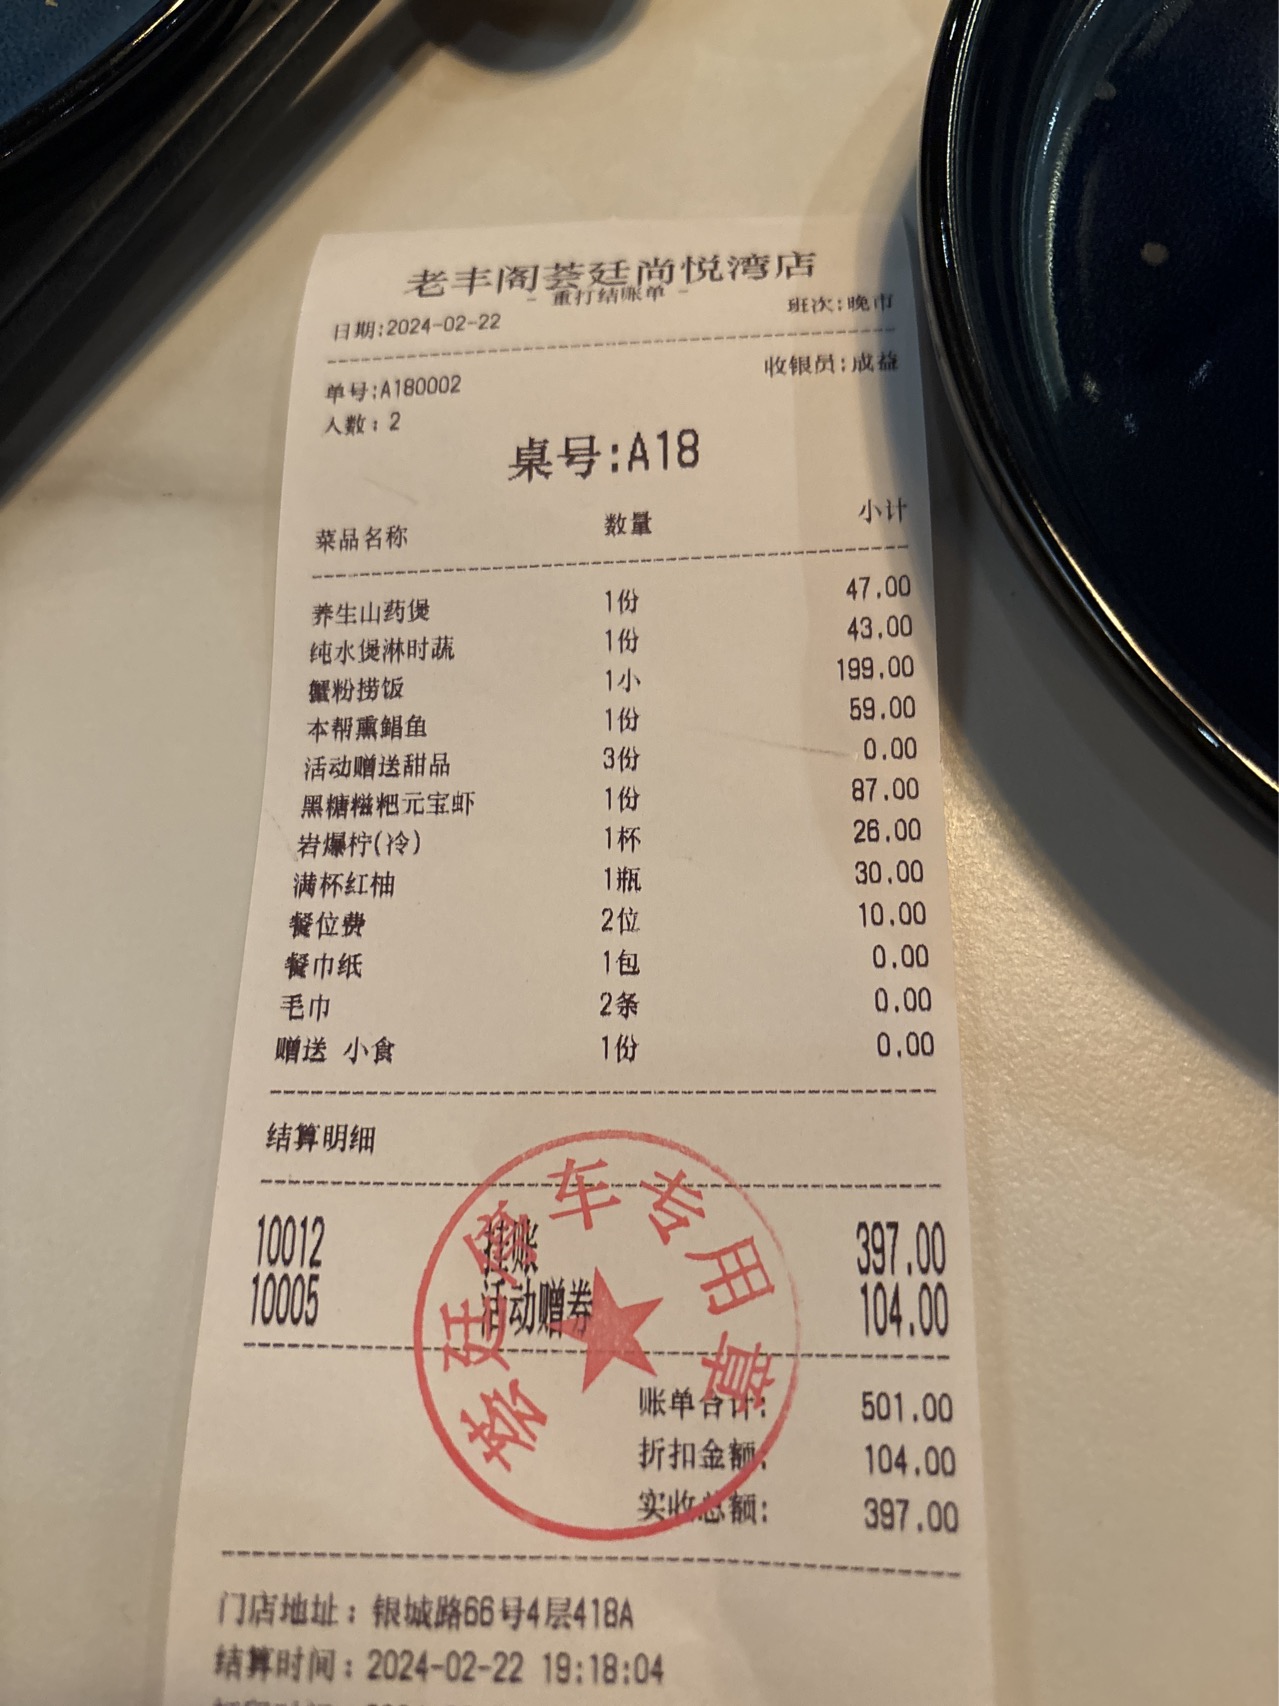 老丰阁荟廷尚悦湾店
- 重打结账单 -
日期:2024-02-22 班次:晚市
单号:A180002 收银员:成益
人数:2
桌号:A18
菜品名称 数量 小计
养生山药煲 1份 47.00
纯水煲淋时蔬 1份 43.00
蟹粉捞饭 1小 199.00
本帮熏鲳鱼 1份 59.00
活动赠送甜品 3份 0.00
黑糖糍粑元宝虾 1份 87.00
岩爆柠(冷) 1杯 26.00
满杯红柚 1瓶 30.00
餐位费 2位 10.00
餐巾纸 1包 0.00
毛巾 2条 0.00
赠送 小食 1份 0.00
结算明细
10012 挂账 397.00
10005 活动赠券 104.00
荟廷停车专用章
账单合计: 501.00
折扣金额: 104.00
实收总额: 397.00
门店地址:银城路66号4层418A
结算时间:2024-02-22 19:18:04